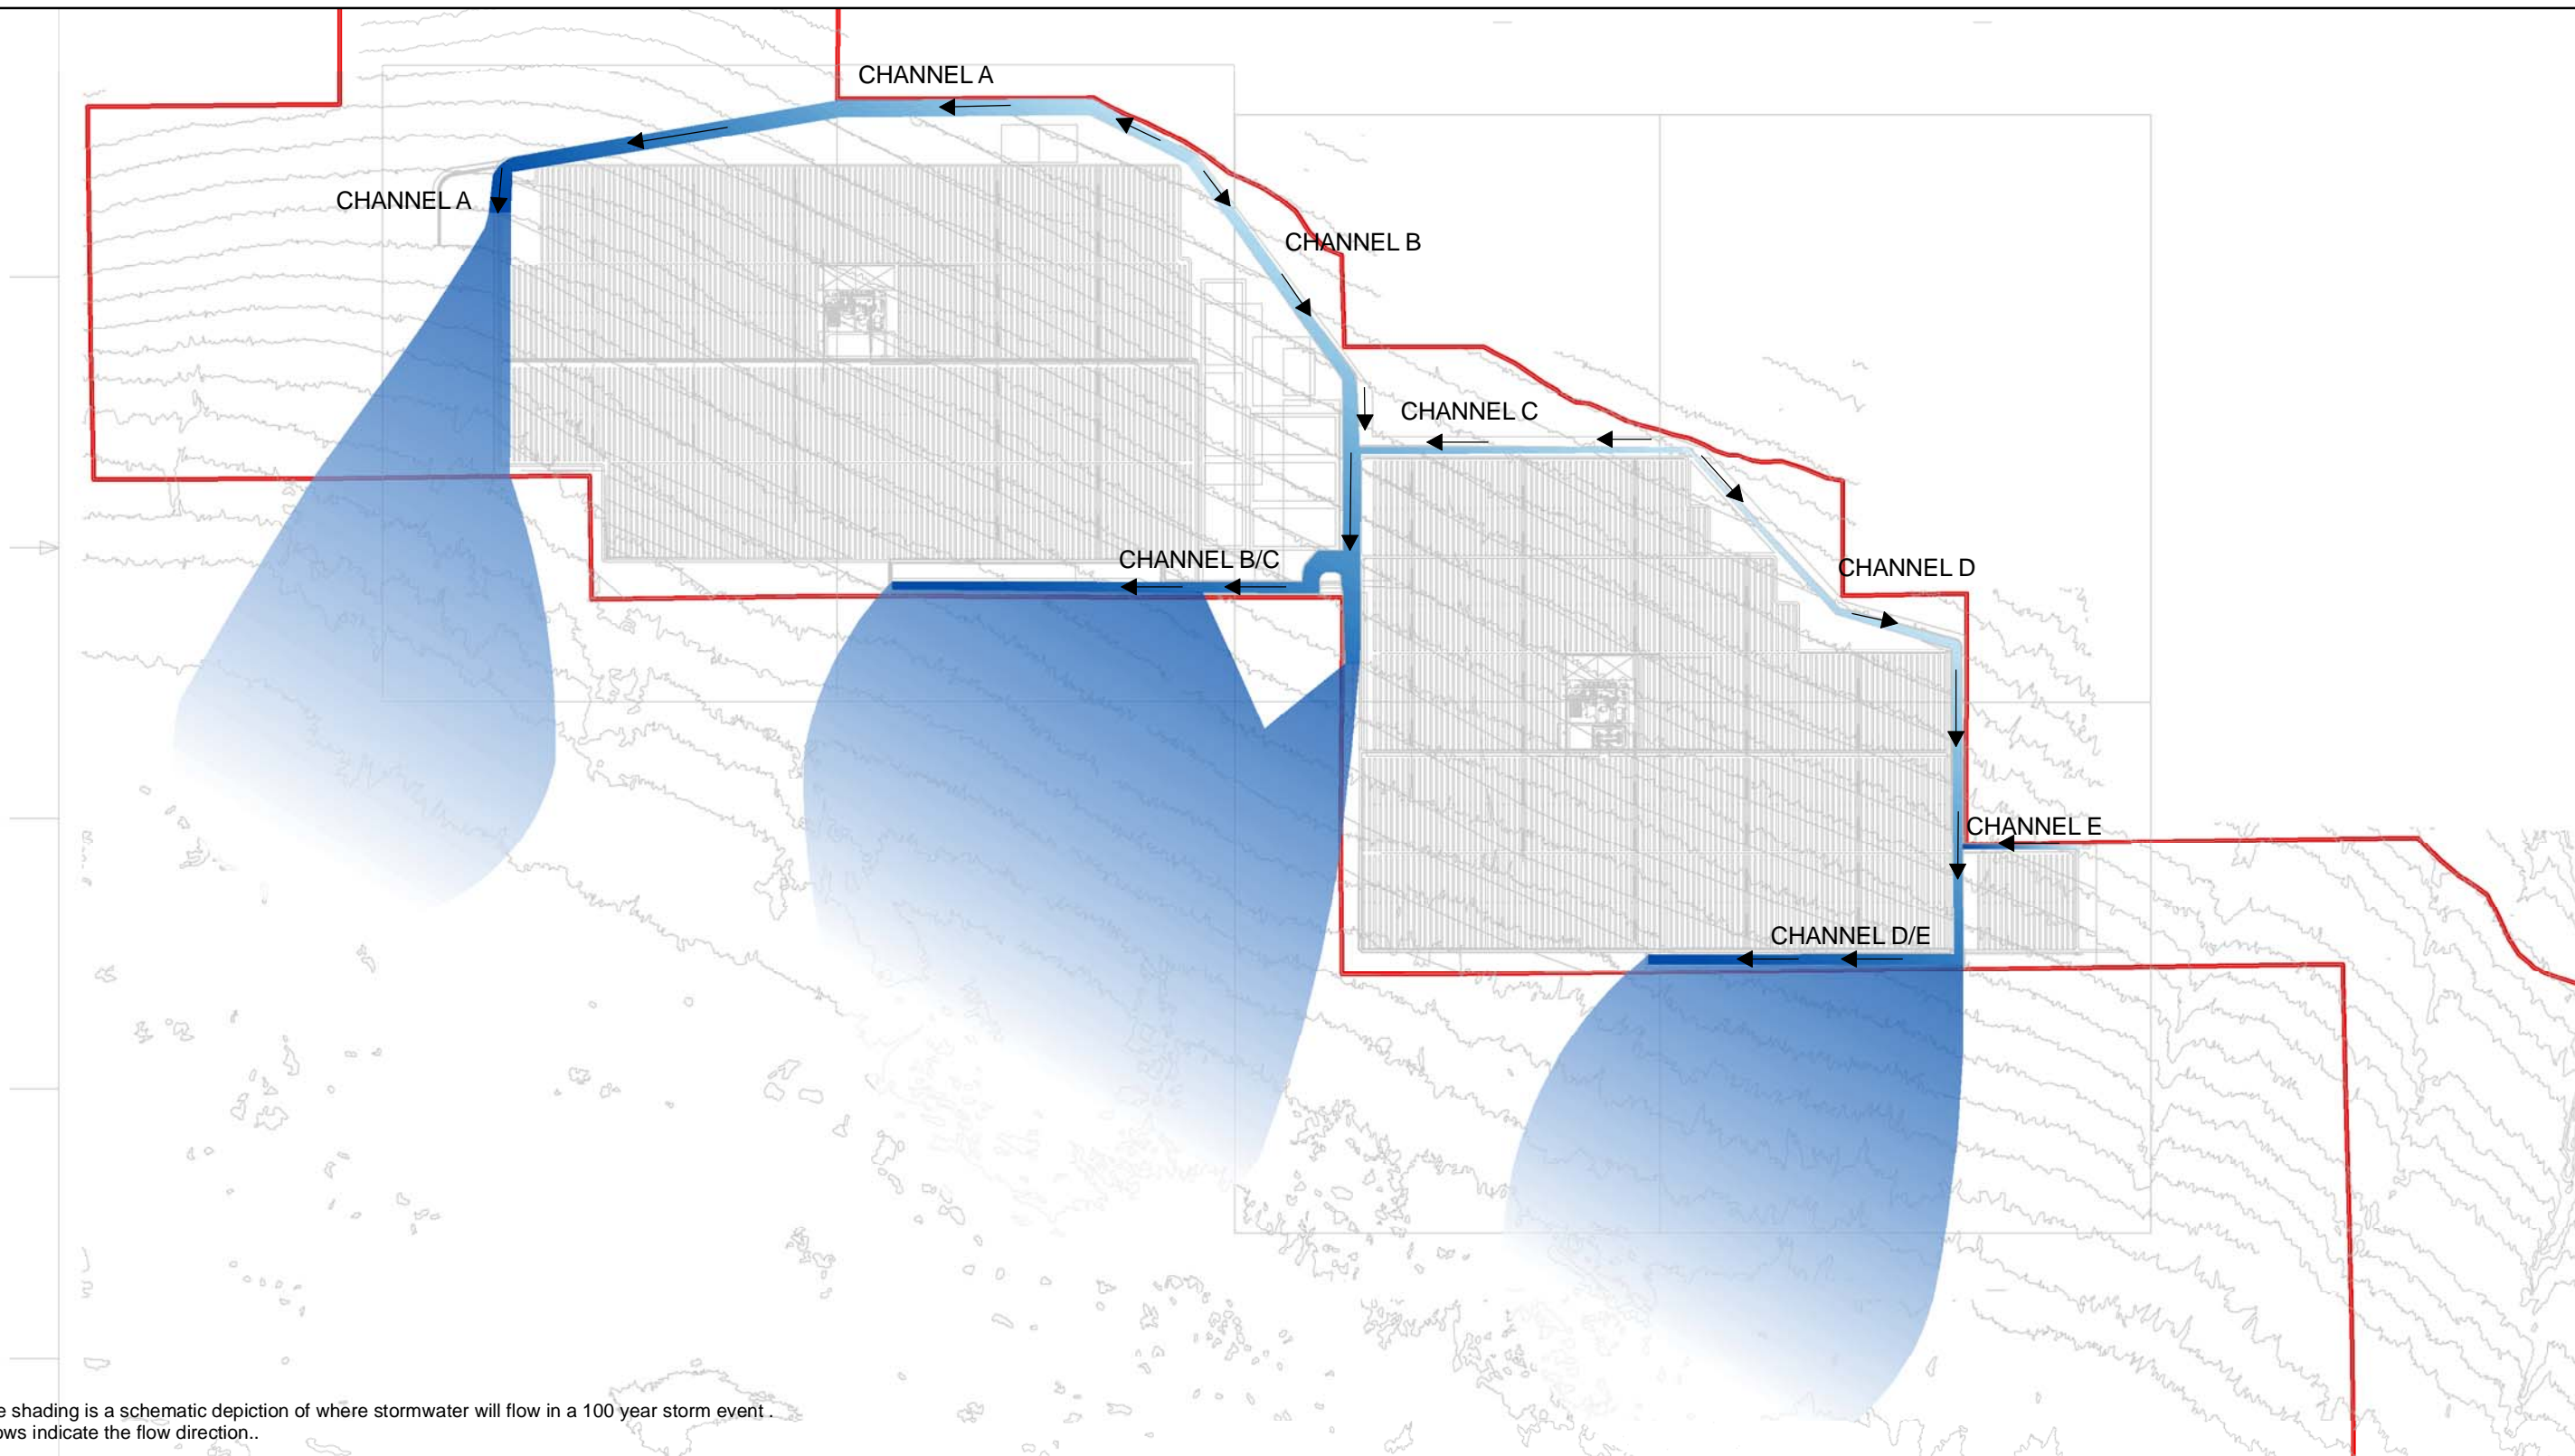 CHANNEL A
CHANNEL A
CHANNEL B
CHANNEL C
CHANNEL B/C
CHANNEL D
CHANNEL E
CHANNEL D/E
e shading is a schematic depiction of where stormwater will flow in a 100 year storm event .
ows indicate the flow direction..